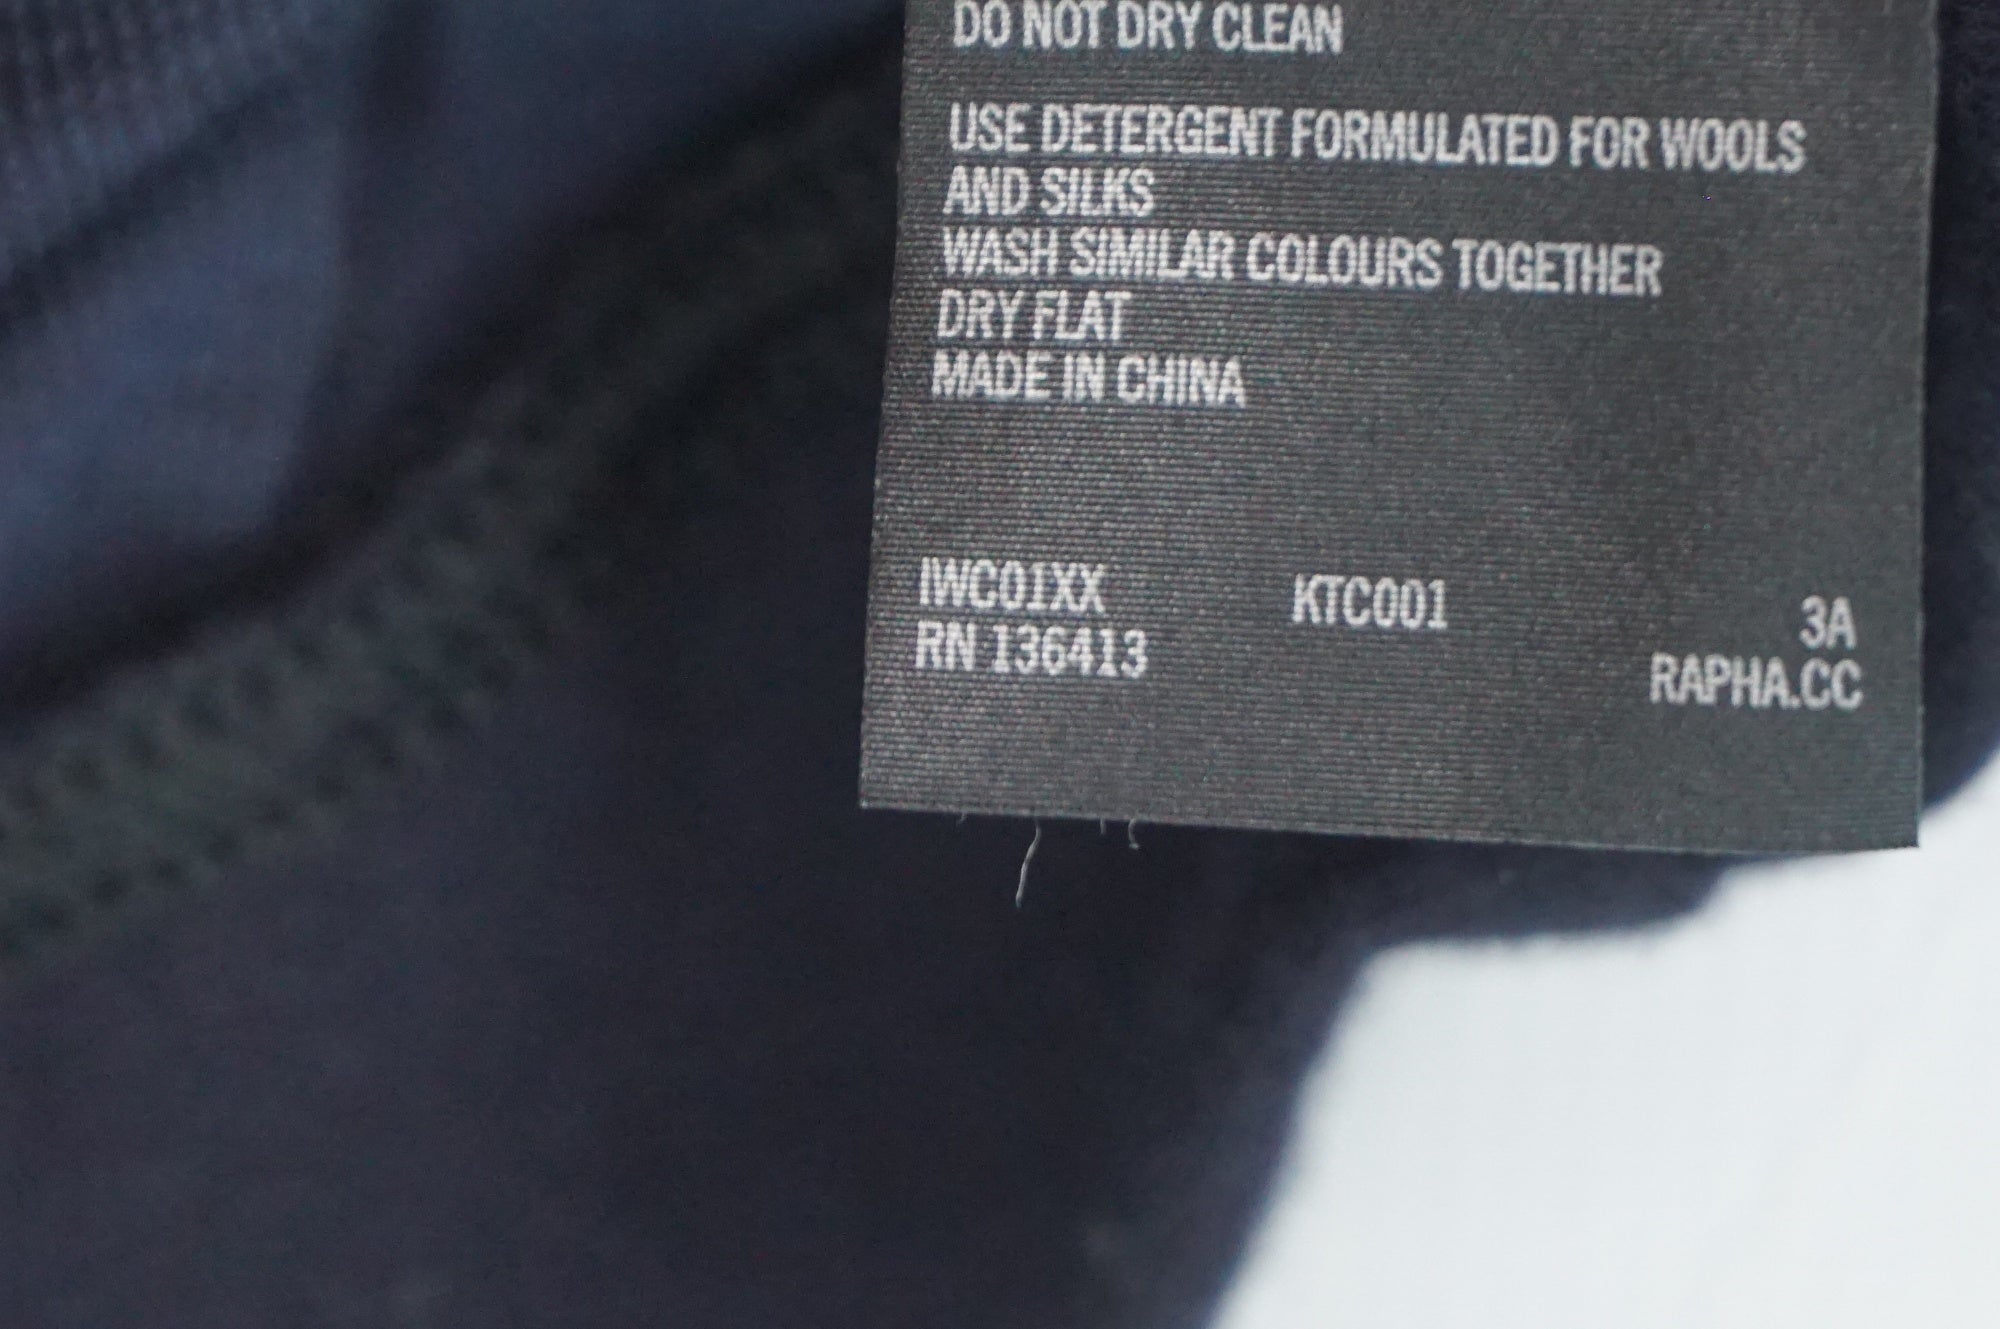 DO NOT DRY CLEAN
USE DETERGENT FORMULATED FOR WOOLS
AND SILKS
WASH SIMILAR COLOURS TOGETHER
DRY FLAT
MADE IN CHINA
IWC01XX KTC001 3A
RN 136413 RAPHA.CC